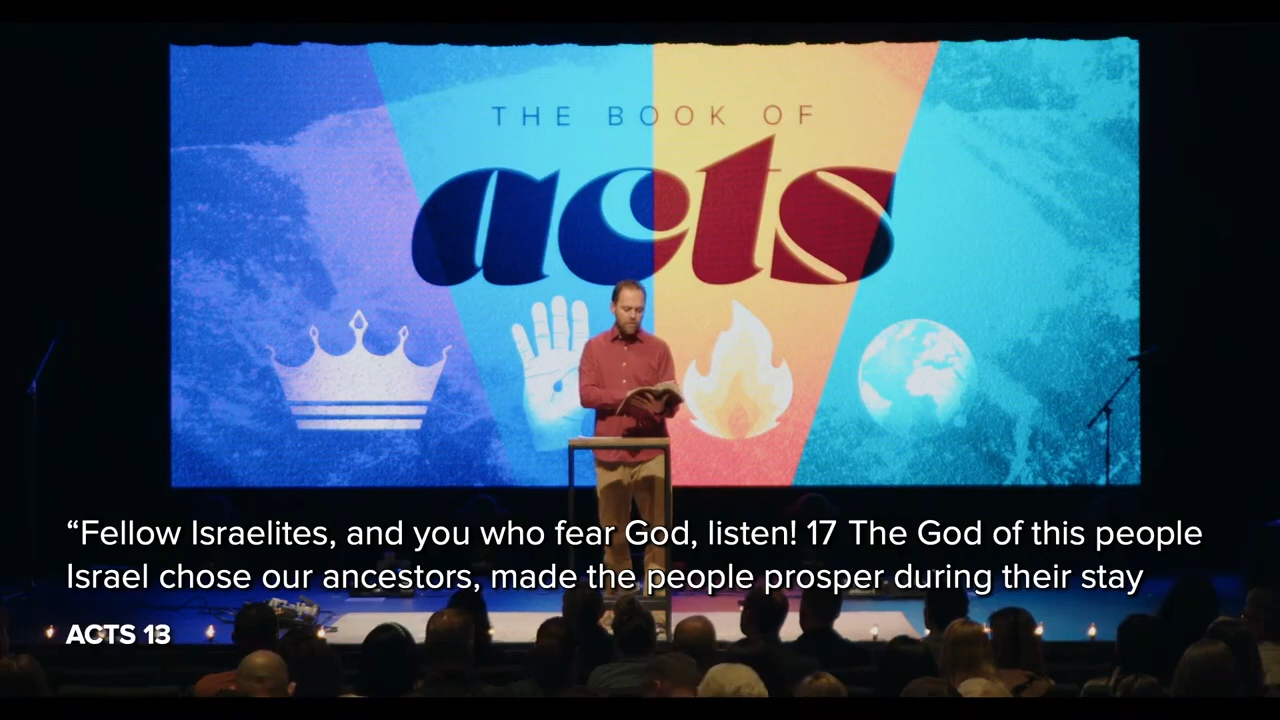 THE BOOK OF
acts
“Fellow Israelites, and you who fear God, listen! 17 The God of this people
Israel chose our ancestors, made the people prosper during their stay
ACTS 13